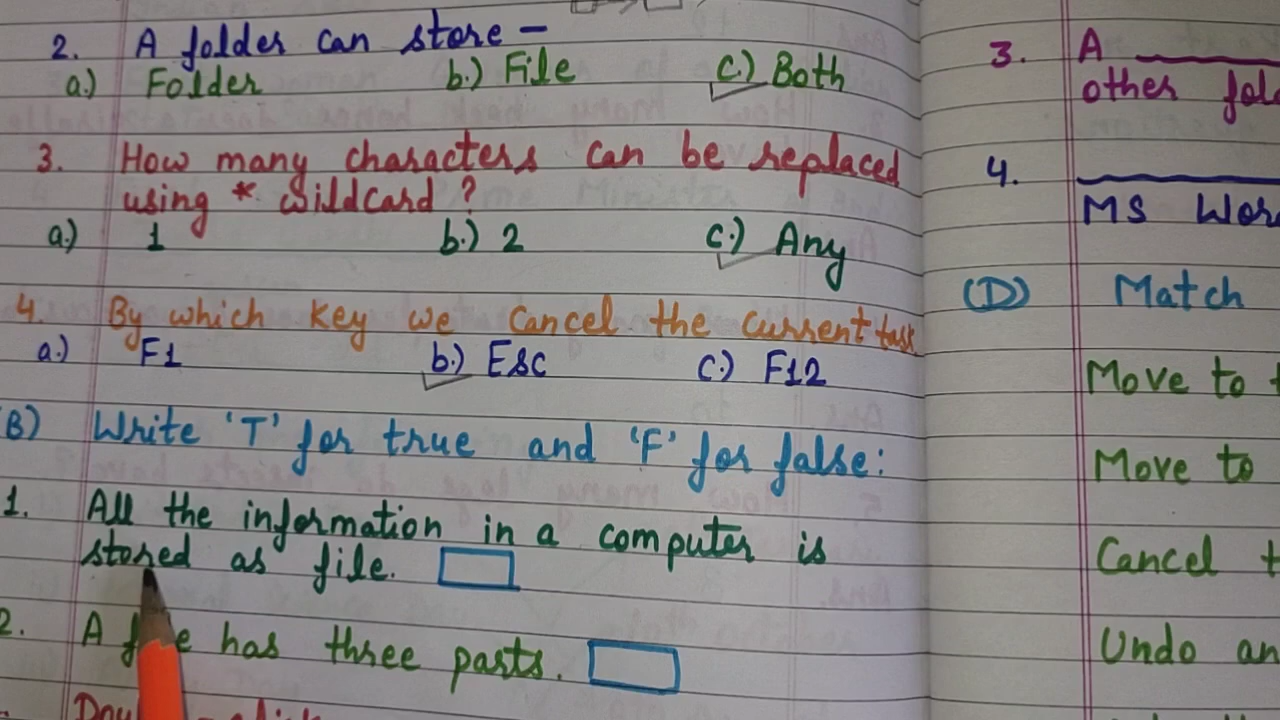 2. A folder can store -
a.) Folder b.) File c.) Both
3. How many characters can be replaced
using * wildcard ?
a.) 1 b.) 2 c.) Any
4. By which key we cancel the current task
a.) F1 b.) Esc c.) F12
B) Write 'T' for true and 'F' for false:
1. All the information in a computer is
stored as file.
2. A has three parts.
3. A
other
4.
MS
(D) Match
Move to
Move to
Cancel
Undo